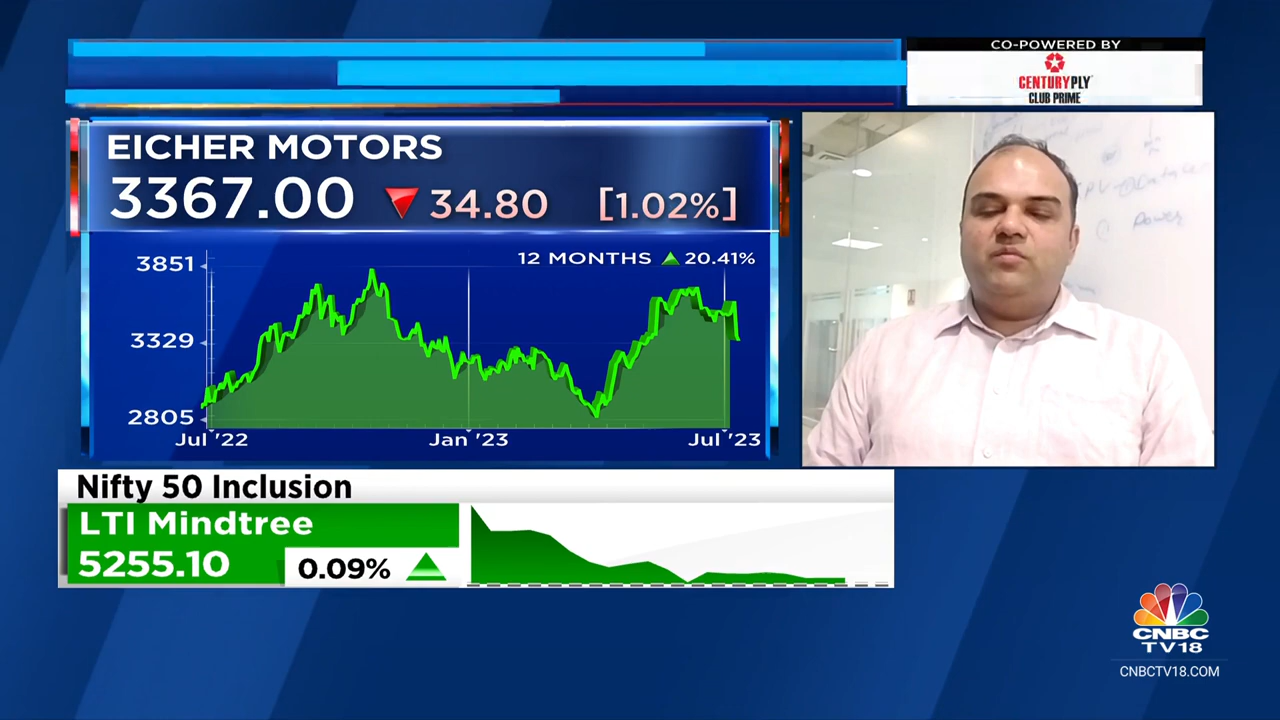 CO-POWERED BY
CENTURYPLY
CLUB PRIME
EICHER MOTORS
3367.00 ▼ 34.80 [1.02%]
12 MONTHS ▲ 20.41%
3851
3329
2805
Jul '22 Jan '23 Jul '23
Power
Nifty 50 Inclusion
LTI Mindtree
5255.10 0.09% ▲
CNBC
TV18
CNBCTV18.COM